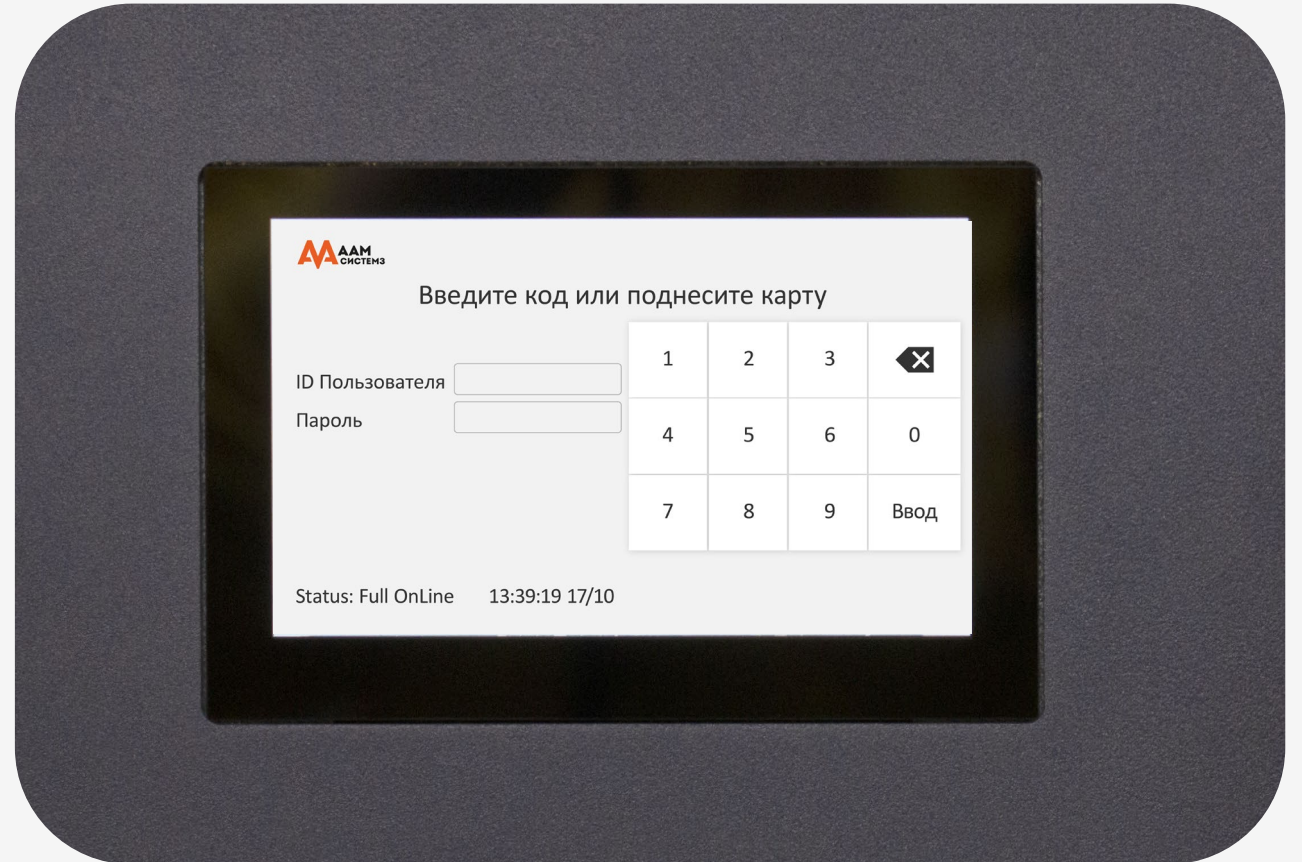 ААМ
СИСТЕМЗ
Введите код или поднесите карту
ID Пользователя
Пароль
1 2 3
4 5 6 0
7 8 9 Ввод
Status: Full OnLine 13:39:19 17/10